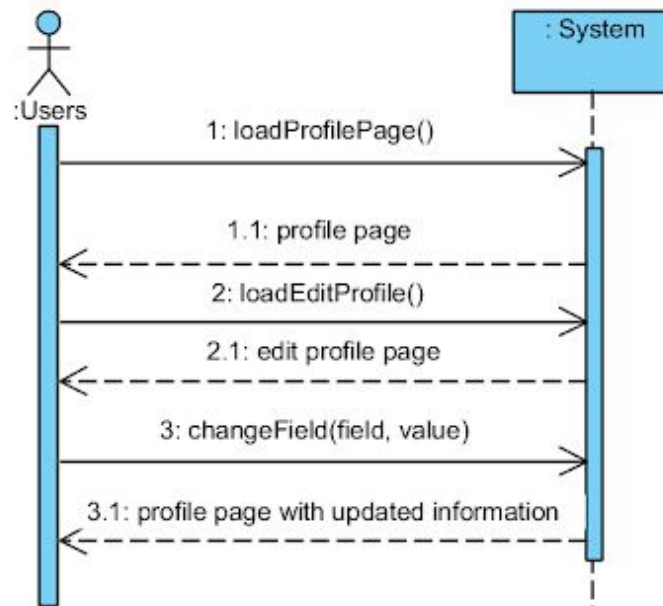 : System
:Users
1: loadProfilePage()
1.1: profile page
2: loadEditProfile()
2.1: edit profile page
3: changeField(field, value)
3.1: profile page with updated information